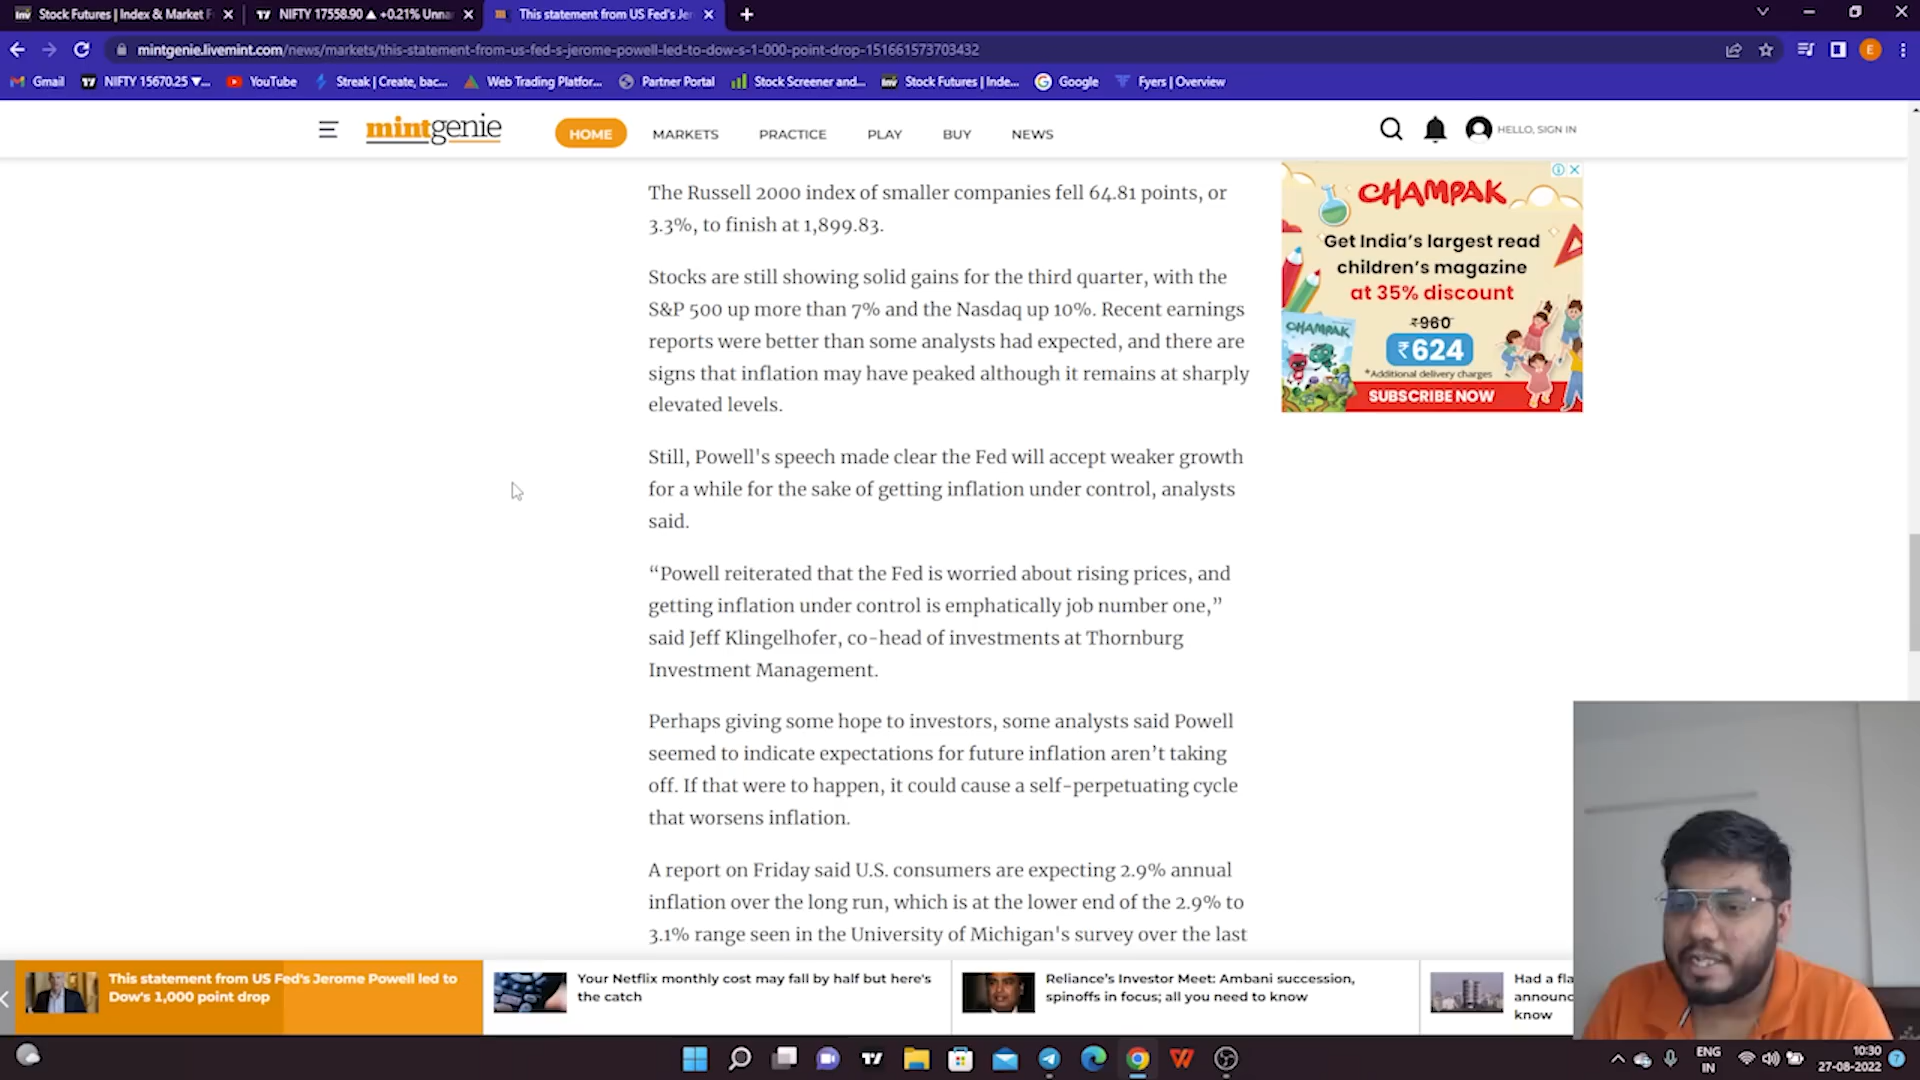 Stock Futures | Index & Market F
NIFTY 17558.90 ▲ +0.21% Unna
This statement from US Fed's Jer
mintgenie.livemint.com/news/markets/this-statement-from-us-fed-s-jerome-powell-led-to-dow-s-1-000-point-drop-151661573703432
E
Gmail
NIFTY 15670.25 ▼...
YouTube
Streak | Create, bac...
Web Trading Platfor...
Partner Portal
Stock Screener and...
Stock Futures | Inde...
Google
Fyers | Overview
mintgenie
HOME
MARKETS
PRACTICE
PLAY
BUY
NEWS
HELLO, SIGN IN
The Russell 2000 index of smaller companies fell 64.81 points, or
3.3%, to finish at 1,899.83.
Stocks are still showing solid gains for the third quarter, with the
S&P 500 up more than 7% and the Nasdaq up 10%. Recent earnings
reports were better than some analysts had expected, and there are
signs that inflation may have peaked although it remains at sharply
elevated levels.
Still, Powell's speech made clear the Fed will accept weaker growth
for a while for the sake of getting inflation under control, analysts
said.
“Powell reiterated that the Fed is worried about rising prices, and
getting inflation under control is emphatically job number one,”
said Jeff Klingelhofer, co-head of investments at Thornburg
Investment Management.
Perhaps giving some hope to investors, some analysts said Powell
seemed to indicate expectations for future inflation aren’t taking
off. If that were to happen, it could cause a self-perpetuating cycle
that worsens inflation.
A report on Friday said U.S. consumers are expecting 2.9% annual
inflation over the long run, which is at the lower end of the 2.9% to
3.1% range seen in the University of Michigan's survey over the last
CHAMPAK
Get India's largest read
children's magazine
at 35% discount
₹960
CHAMPAK
₹624
*Additional delivery charges
SUBSCRIBE NOW
This statement from US Fed's Jerome Powell led to
Dow's 1,000 point drop
Your Netflix monthly cost may fall by half but here's
the catch
Reliance’s Investor Meet: Ambani succession,
spinoffs in focus; all you need to know
Had a fla
announc
know
ENG
IN
10:30
27-08-2022
7